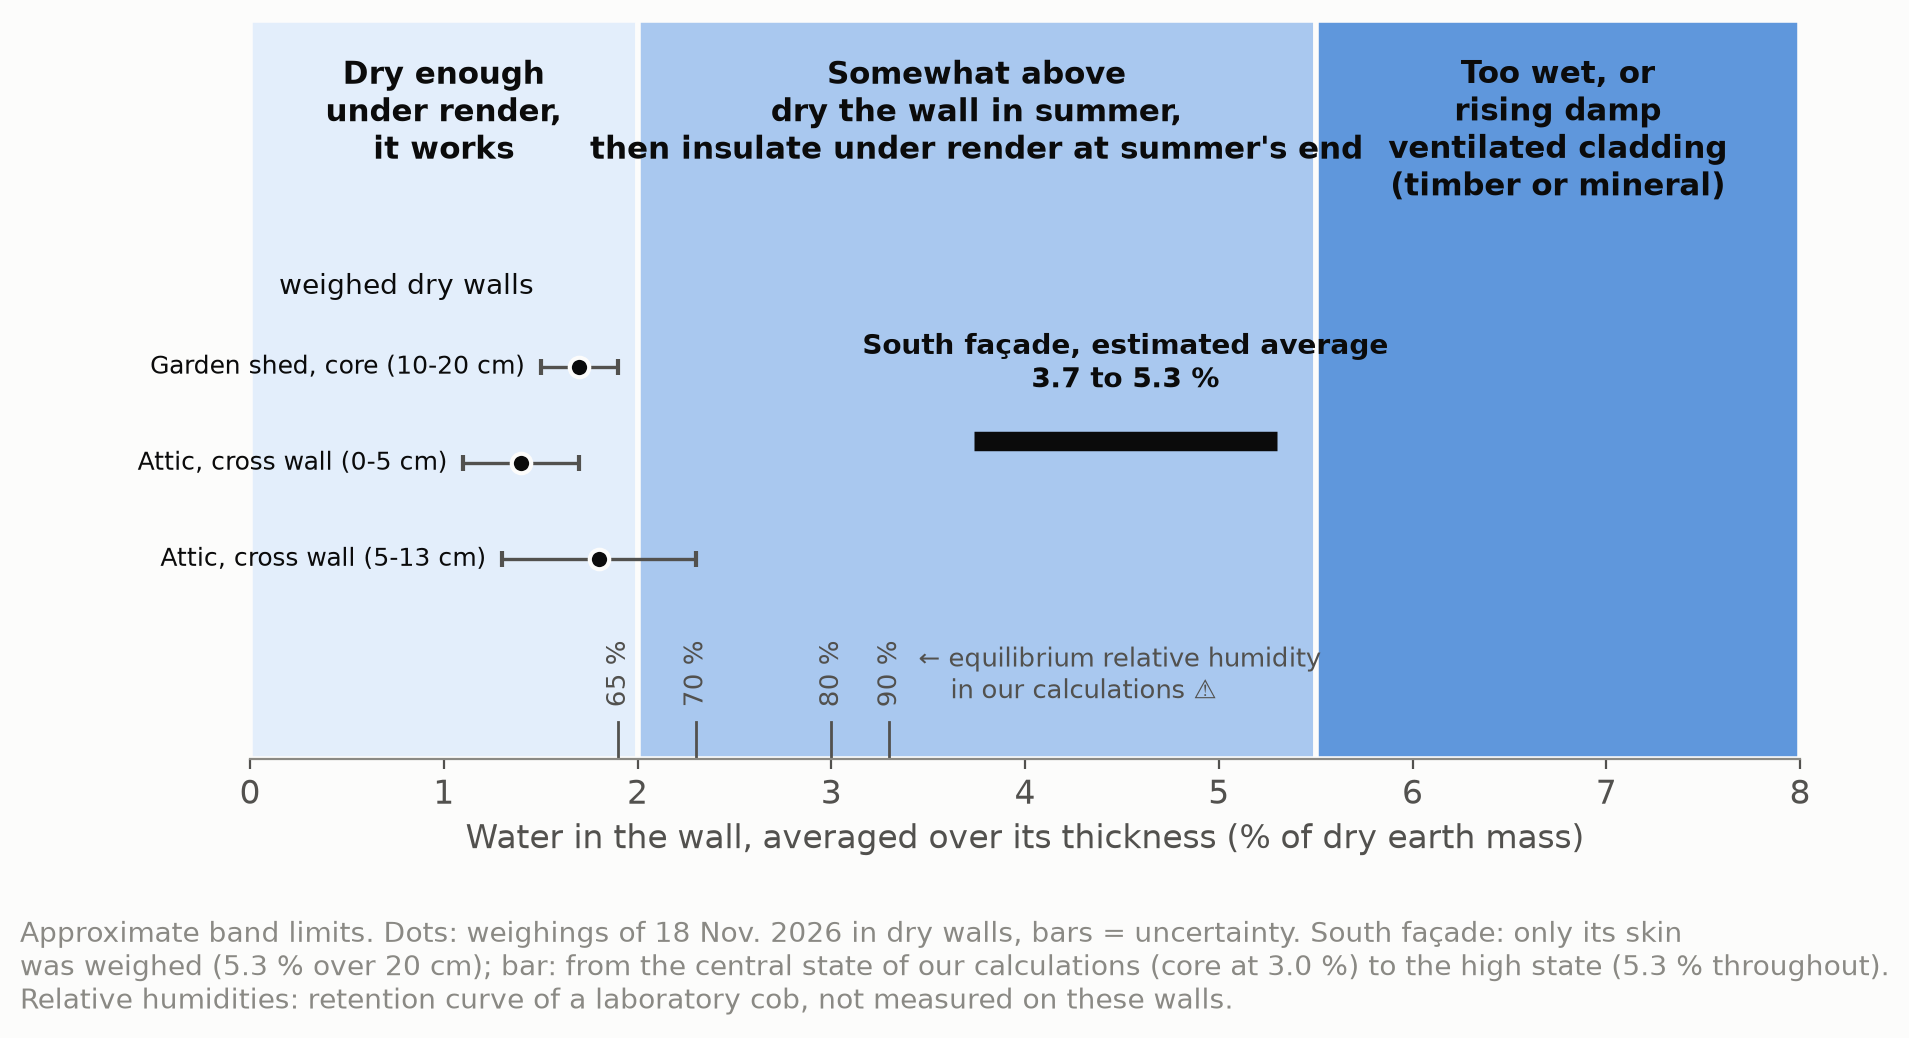 Dry enough
under render,
it works
Somewhat above
dry the wall in summer,
then insulate under render at summer's end
Too wet, or
rising damp
ventilated cladding
(timber or mineral)
weighed dry walls
South façade, estimated average
3.7 to 5.3 %
Garden shed, core (10-20 cm)
Attic, cross wall (0-5 cm)
Attic, cross wall (5-13 cm)
65 %
70 %
80 %
90 %
← equilibrium relative humidity
in our calculations ⚠
0 1 2 3 4 5 6 7 8
Water in the wall, averaged over its thickness (% of dry earth mass)
Approximate band limits. Dots: weighings of 18 Nov. 2026 in dry walls, bars = uncertainty. South façade: only its skin
was weighed (5.3 % over 20 cm); bar: from the central state of our calculations (core at 3.0 %) to the high state (5.3 % throughout).
Relative humidities: retention curve of a laboratory cob, not measured on these walls.